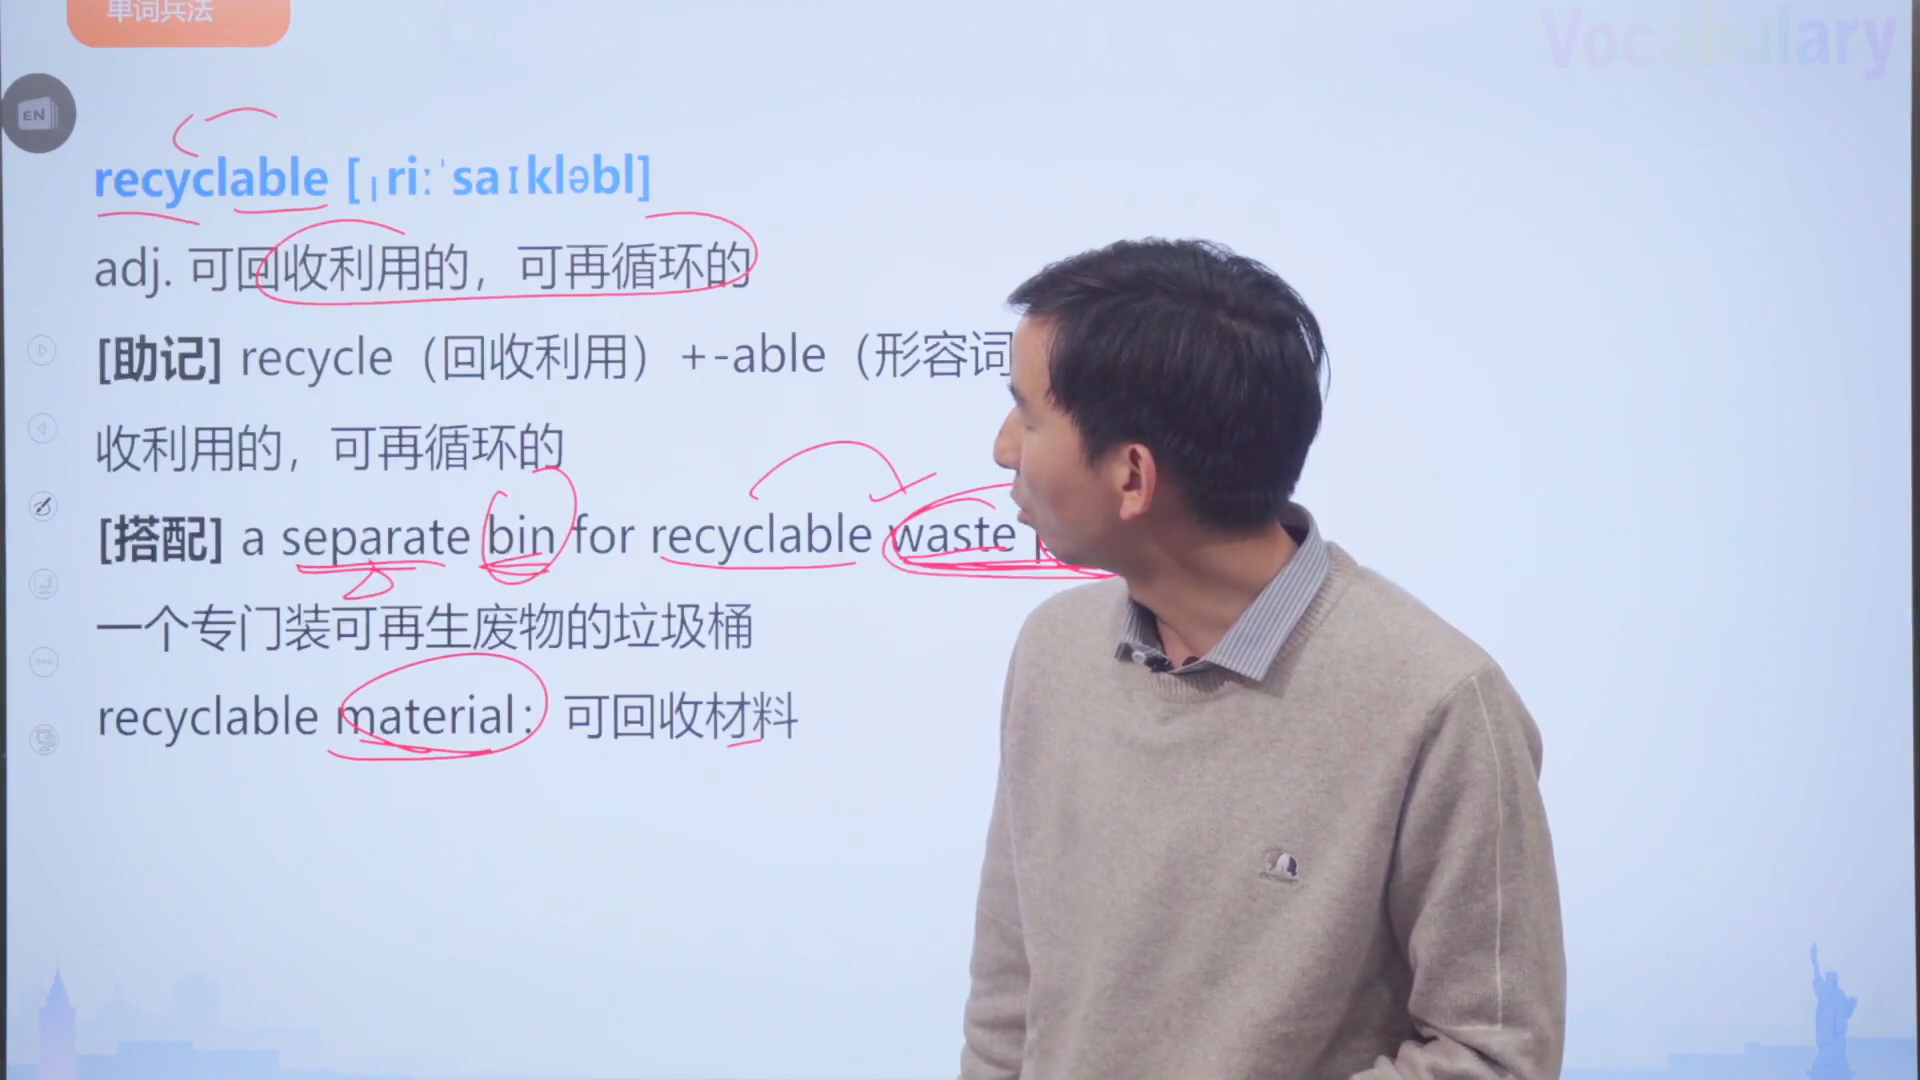 单词兵法
Vocabulary
EN
recyclable [ˌriːˈsaɪkləbl]
adj. 可回收利用的，可再循环的
[助记] recycle（回收利用）+-able（形容词
收利用的，可再循环的
[搭配] a separate bin for recyclable waste
一个专门装可再生废物的垃圾桶
recyclable material：可回收材料